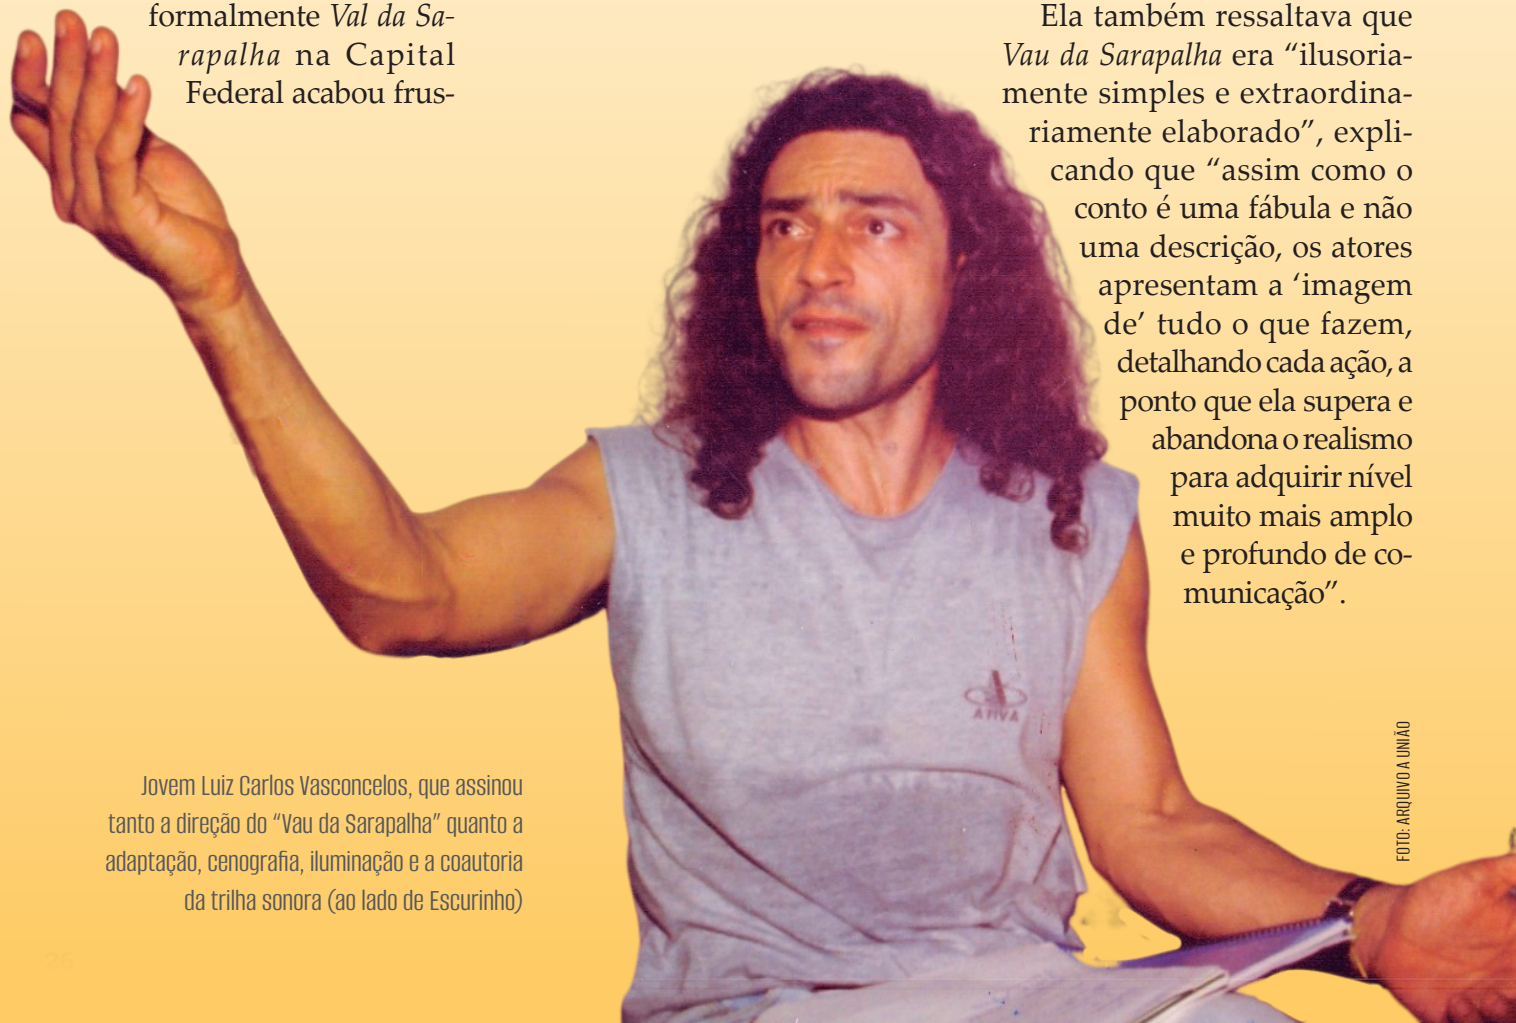 formalmente Val da Sa-
rapalha na Capital
Federal acabou frus-
Ela também ressaltava que
Vau da Sarapalha era “ilusoria-
mente simples e extraordina-
riamente elaborado”, expli-
cando que “assim como o
conto é uma fábula e não
uma descrição, os atores
apresentam a ‘imagem
de’ tudo o que fazem,
detalhando cada ação, a
ponto que ela supera e
abandona o realismo
para adquirir nível
muito mais amplo
e profundo de co-
municação”.
ATIVA
FOTO: ARQUIVO A UNIÃO
Jovem Luiz Carlos Vasconcelos, que assinou
tanto a direção do “Vau da Sarapalha” quanto a
adaptação, cenografia, iluminação e a coautoria
da trilha sonora (ao lado de Escurinho)
26